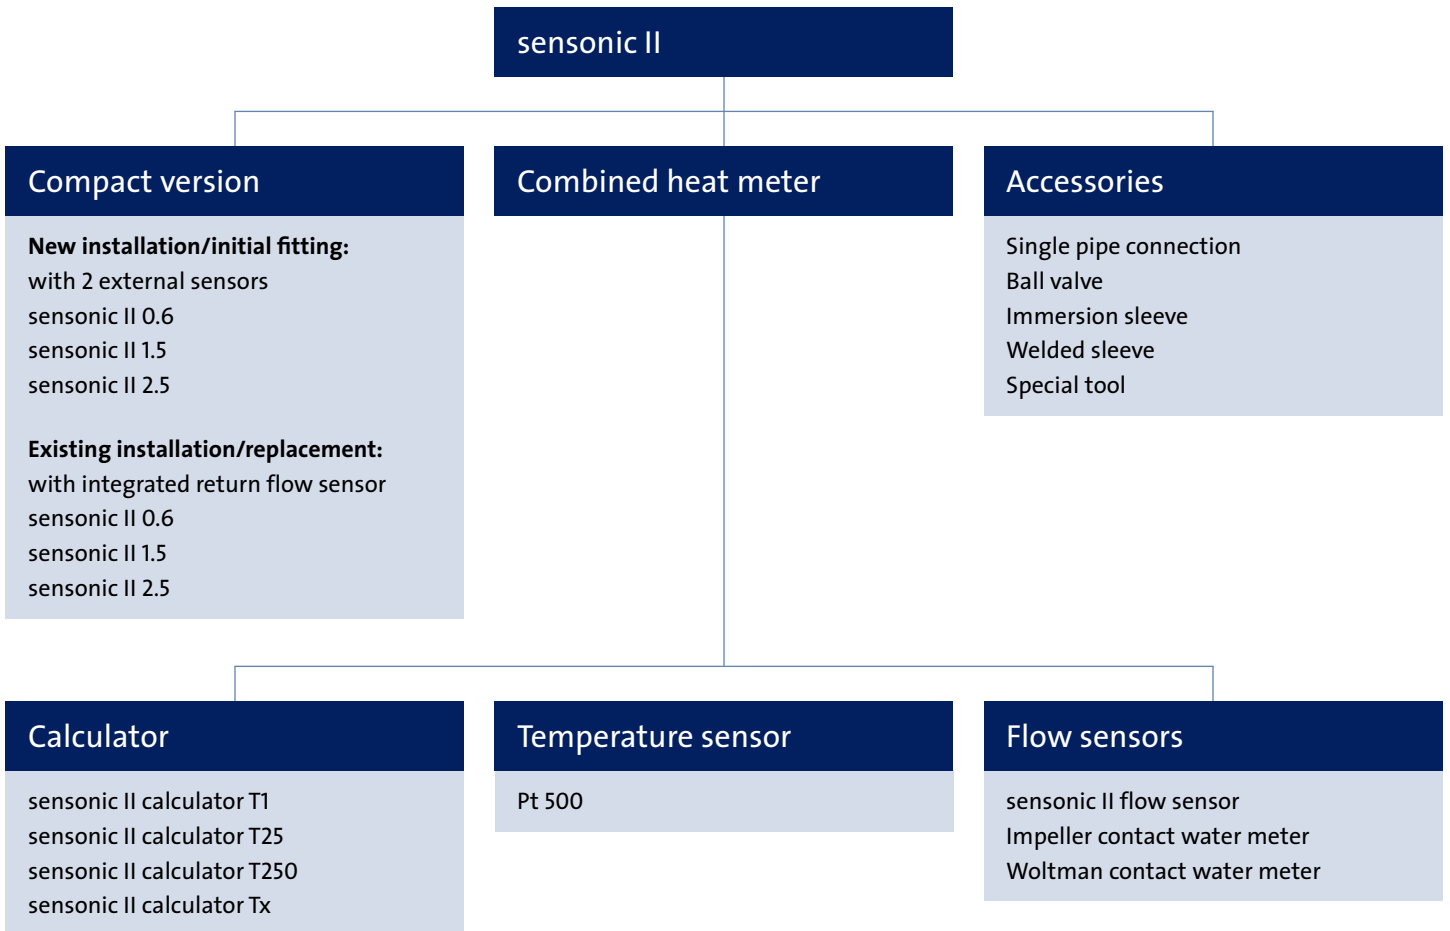 sensonic II
Compact version
New installation/initial fitting:
with 2 external sensors
sensonic II 0.6
sensonic II 1.5
sensonic II 2.5
Existing installation/replacement:
with integrated return flow sensor
sensonic II 0.6
sensonic II 1.5
sensonic II 2.5
Combined heat meter
Accessories
Single pipe connection
Ball valve
Immersion sleeve
Welded sleeve
Special tool
Calculator
sensonic II calculator T1
sensonic II calculator T25
sensonic II calculator T250
sensonic II calculator Tx
Temperature sensor
Pt 500
Flow sensors
sensonic II flow sensor
Impeller contact water meter
Woltman contact water meter